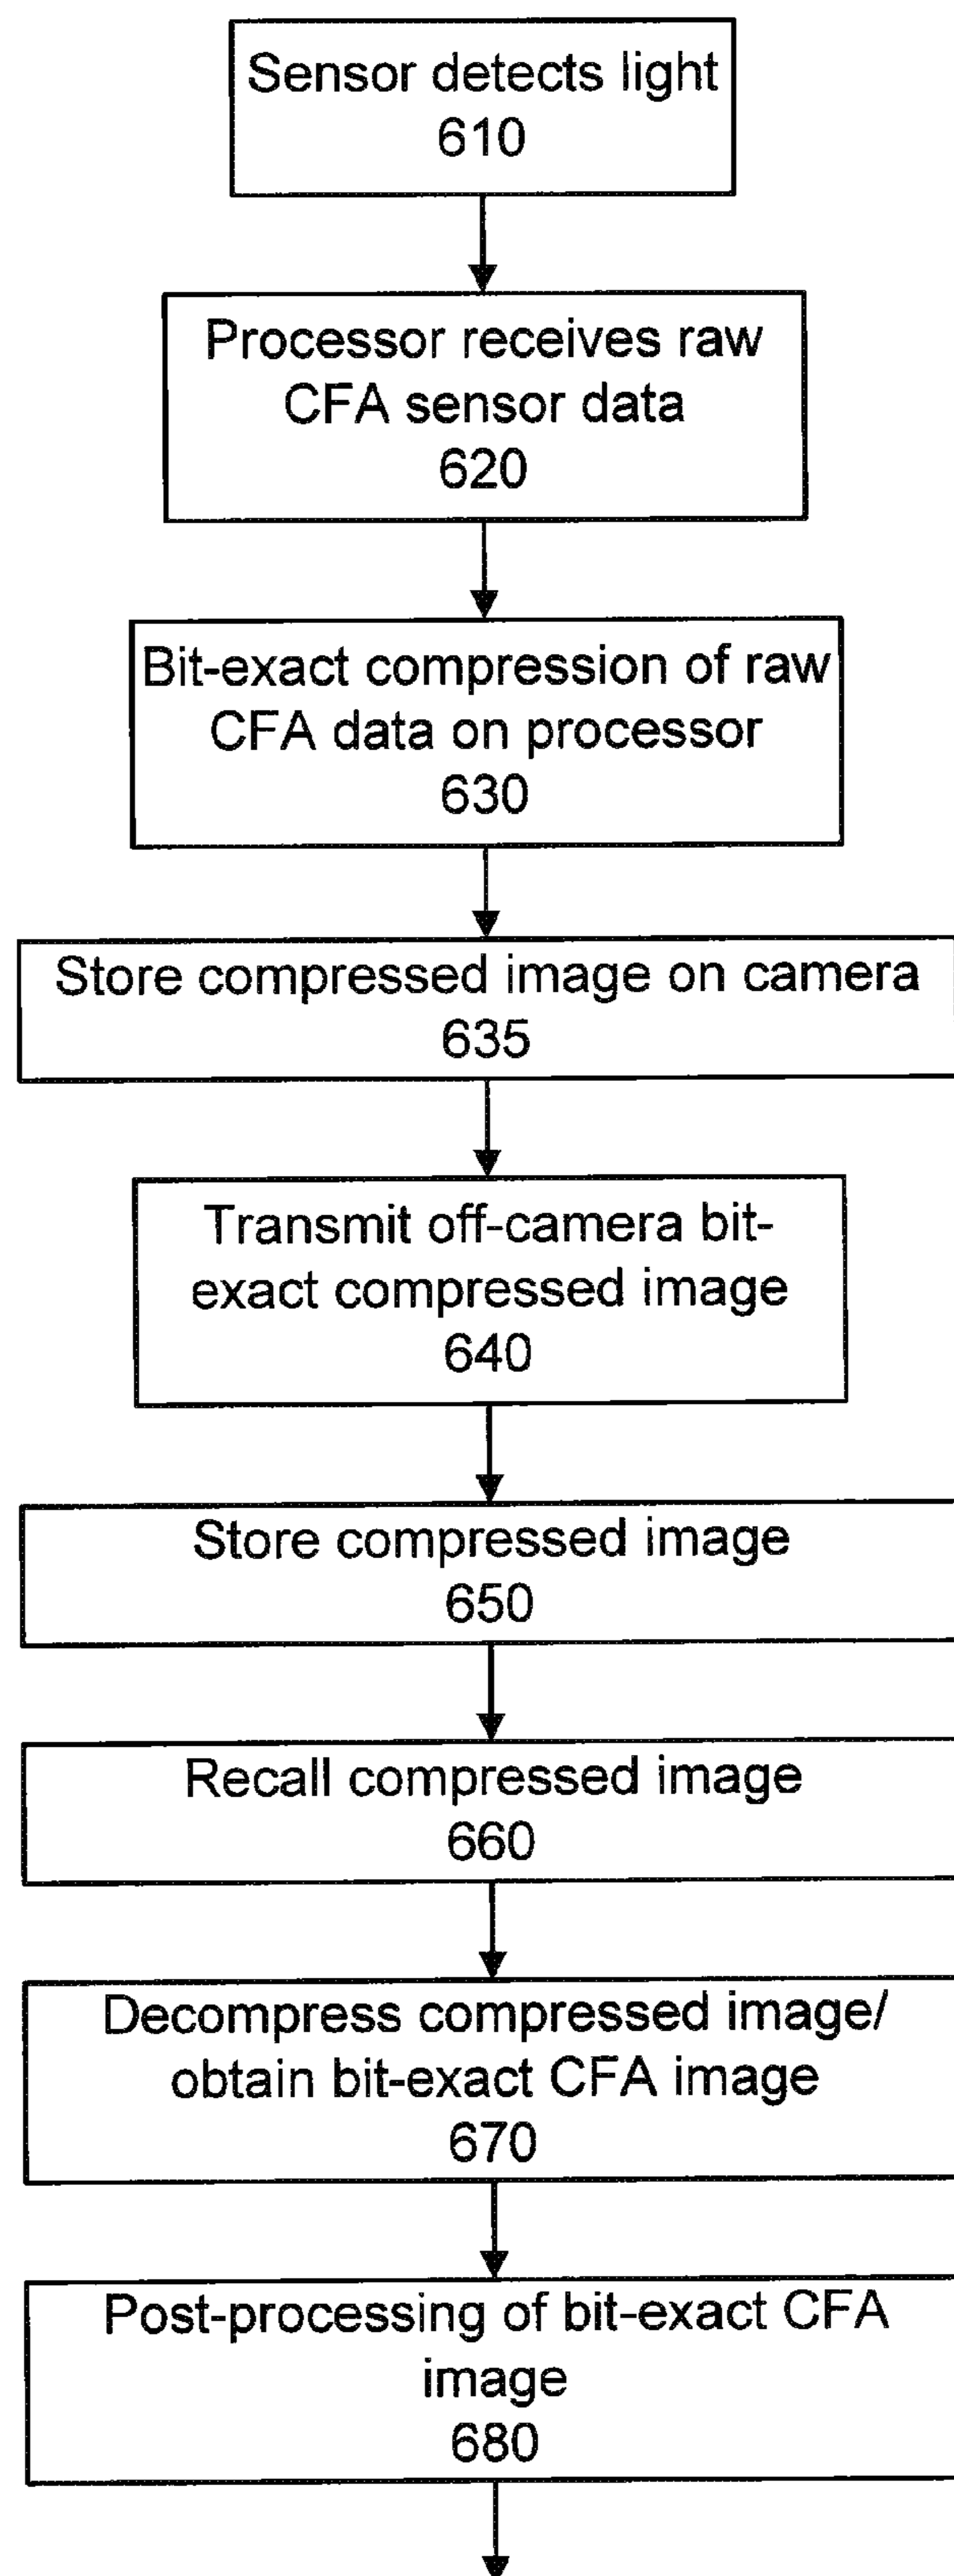 Sensor detects light
610
Processor receives raw
CFA sensor data
620
Bit-exact compression of raw
CFA data on processor
630
Store compressed image on camera
635
Transmit off-camera bit-
exact compressed image
640
Store compressed image
650
Recall compressed image
660
Decompress compressed image/
obtain bit-exact CFA image
670
Post-processing of bit-exact CFA
image
680